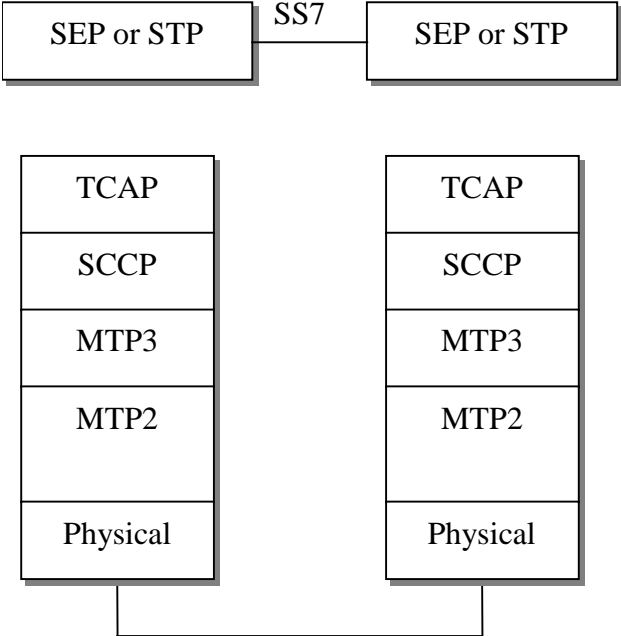 SS7
SEP or STP
SEP or STP
TCAP
TCAP
SCCP
SCCP
MTP3
MTP3
MTP2
MTP2
Physical
Physical